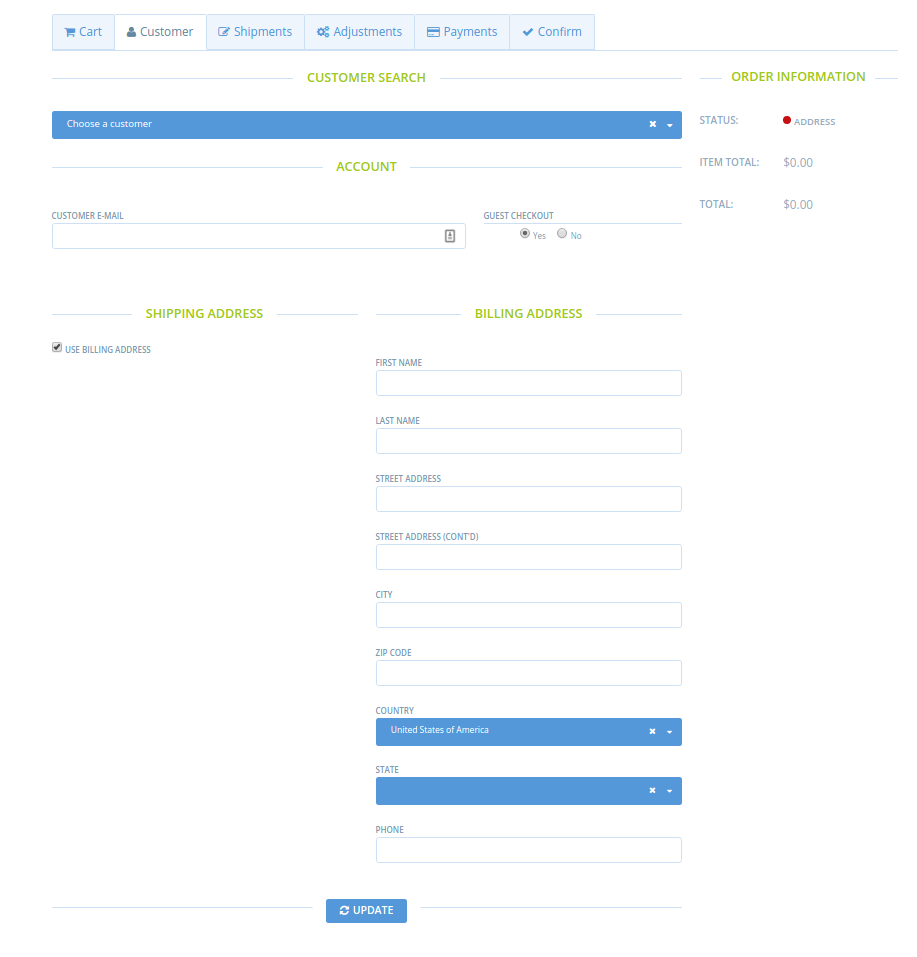 Cart Customer Shipments Adjustments Payments Confirm
CUSTOMER SEARCH
Choose a customer
ACCOUNT
CUSTOMER E-MAIL
GUEST CHECKOUT
Yes No
SHIPPING ADDRESS
USE BILLING ADDRESS
BILLING ADDRESS
FIRST NAME
LAST NAME
STREET ADDRESS
STREET ADDRESS (CONT'D)
CITY
ZIP CODE
COUNTRY
United States of America
STATE
PHONE
UPDATE
ORDER INFORMATION
STATUS: ADDRESS
ITEM TOTAL: $0.00
TOTAL: $0.00